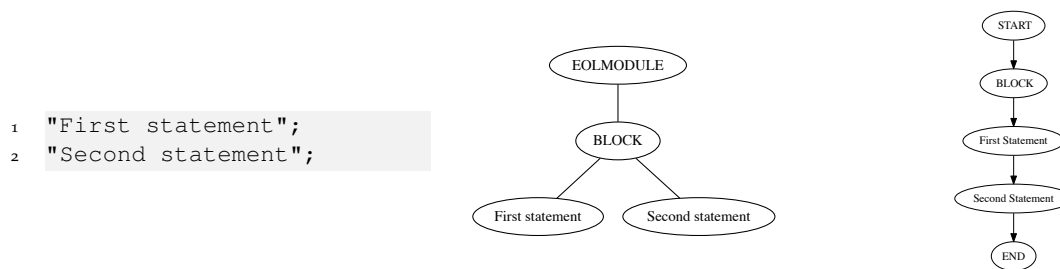 1 "First statement";
2 "Second statement";
EOLMODULE
BLOCK
First statement
Second statement
START
BLOCK
First Statement
Second Statement
END